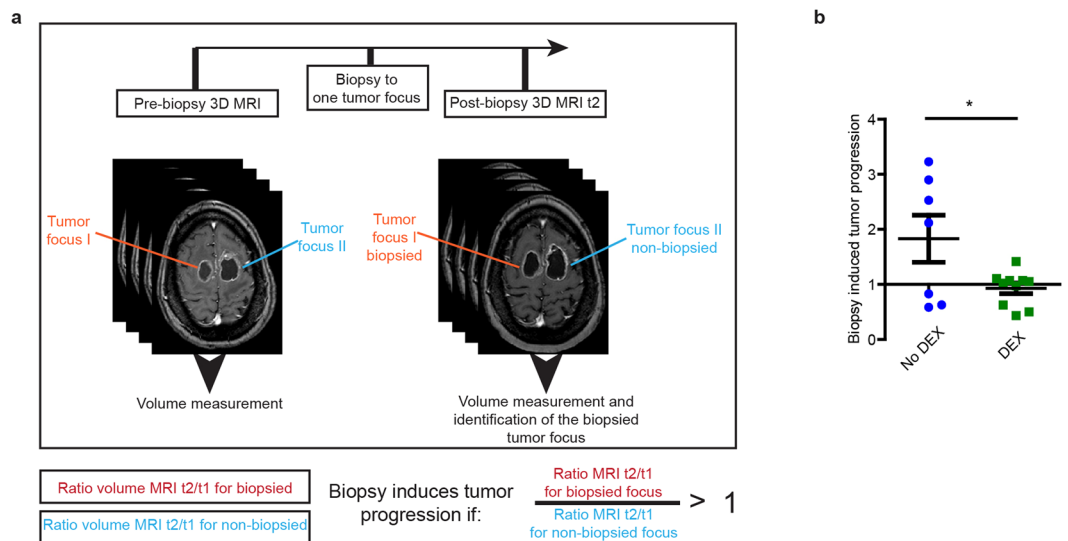 a
Pre-biopsy 3D MRI
Biopsy to
one tumor focus
Post-biopsy 3D MRI t2
Tumor
focus I
Tumor
focus II
Tumor
focus I
biopsied
Tumor focus II
non-biopsied
Volume measurement
Volume measurement and
identification of the biopsied
tumor focus
Ratio volume MRI t2/t1 for biopsied
Ratio volume MRI t2/t1 for non-biopsied
Biopsy induces tumor
progression if:
Ratio MRI t2/t1
for biopsied focus
Ratio MRI t2/t1
for non-biopsied focus
> 1
b
Biopsy induced tumor progression
4
3
2
1
0
*
No DEX
DEX